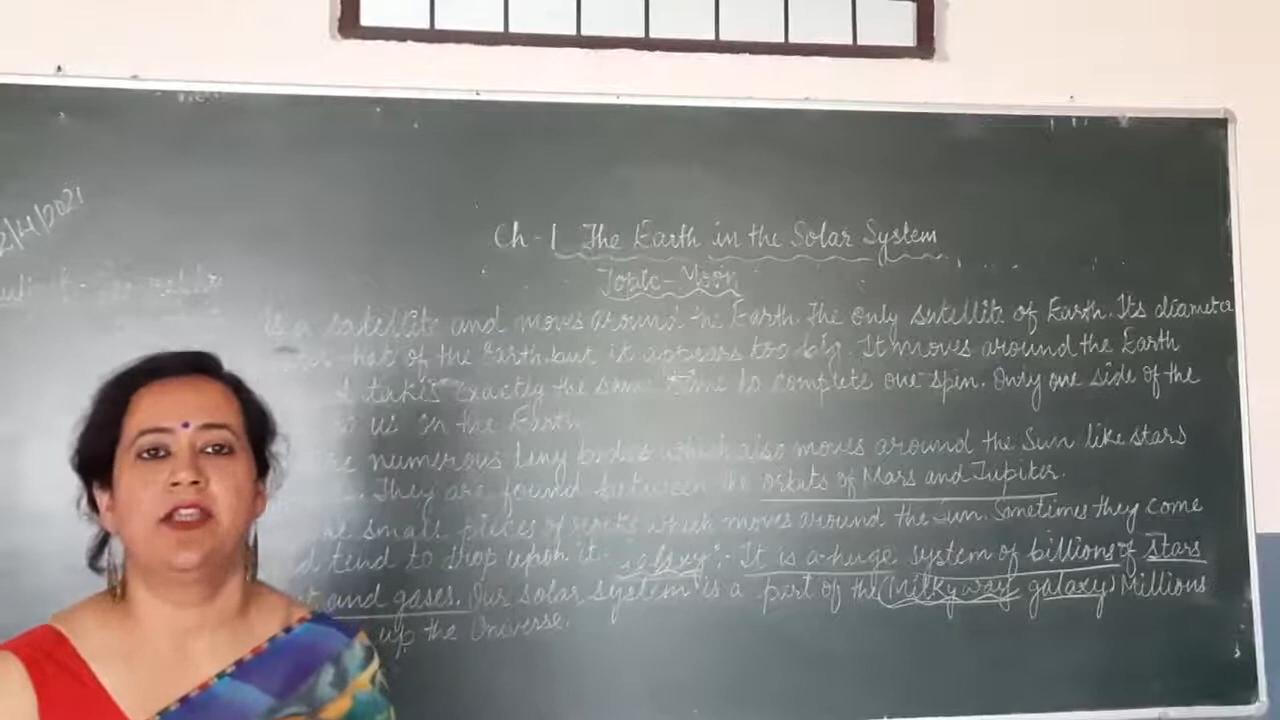 2/4/2021
Ch-1 The Earth in the Solar System
Topic-Moon
is a satellite and moves around the Earth. The only satellite of Earth. Its diameter
that of the Earth. but it appears too big. It moves around the Earth
It takes exactly the same time to complete one spin. Only one side of the
to us on the Earth.
numerous tiny bodies which also moves around the Sun like stars
They are found between the orbits of Mars and Jupiter.
small pieces of rocks which moves around the Sun. Sometimes they come
tend to drop upon it. Galaxy:- It is a huge system of billions of stars
and gases. Our solar system is a part of the (Milkyway galaxy) Millions
up the Universe.